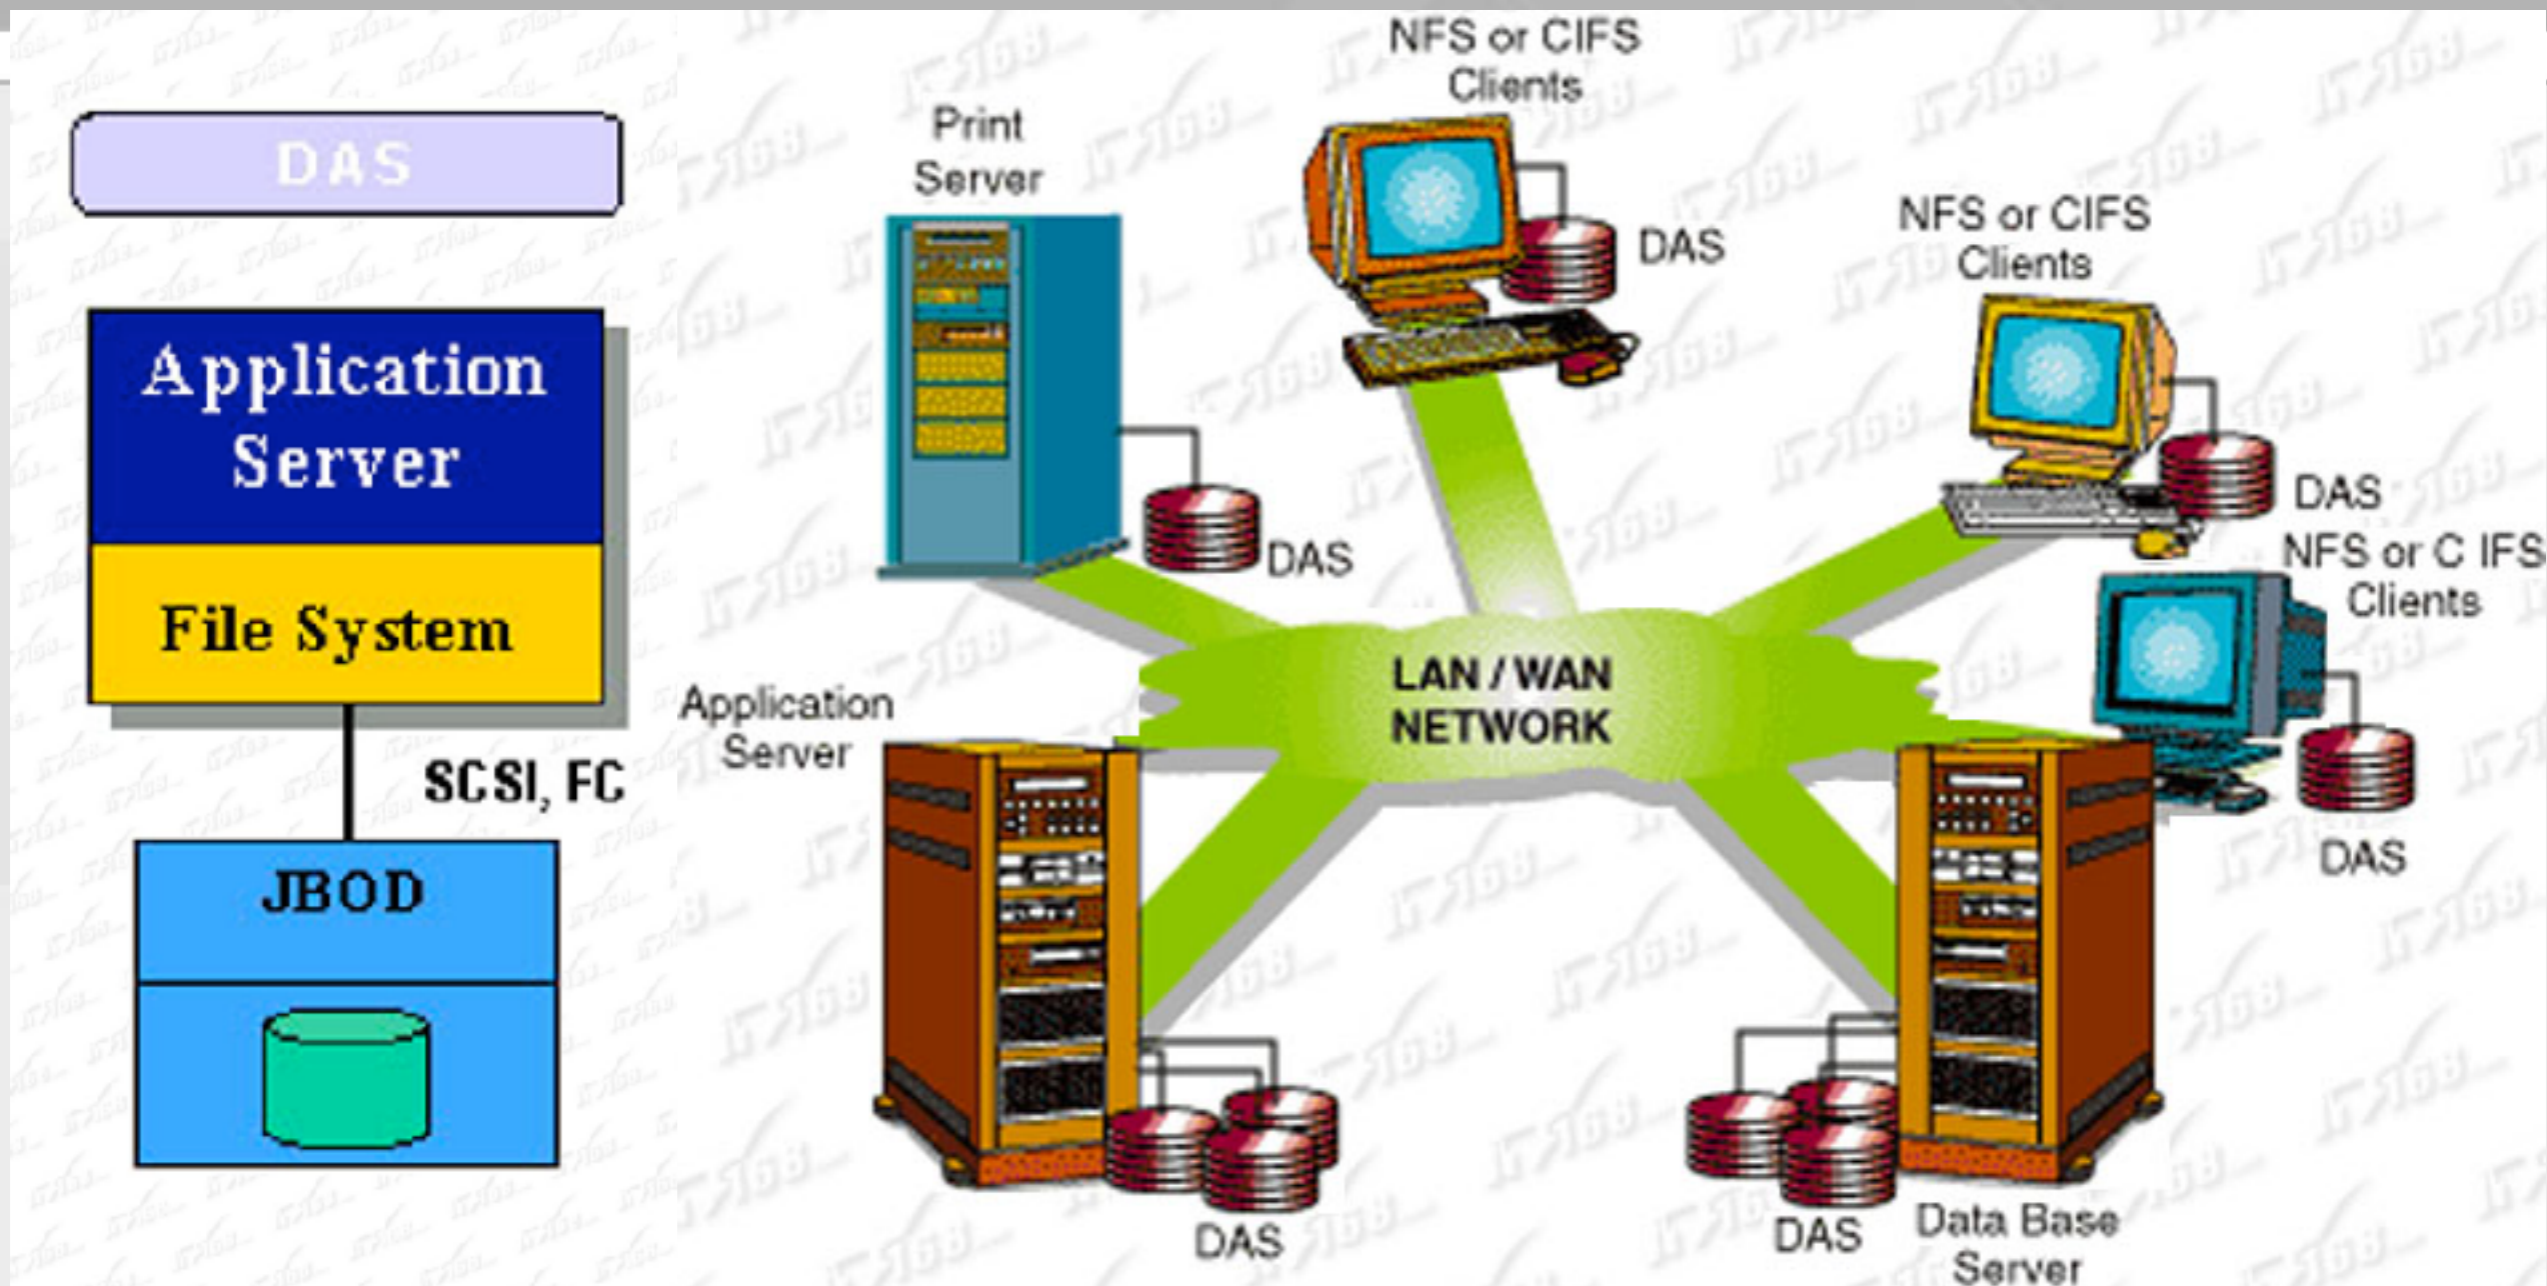 DAS
Application
Server
File System
SCSI, FC
JBOD
NFS or CIFS
Clients
Print
Server
DAS
NFS or CIFS
Clients
DAS
DAS
NFS or C IFS
Clients
LAN / WAN
NETWORK
Application
Server
DAS
DAS
DAS
Data Base
Server